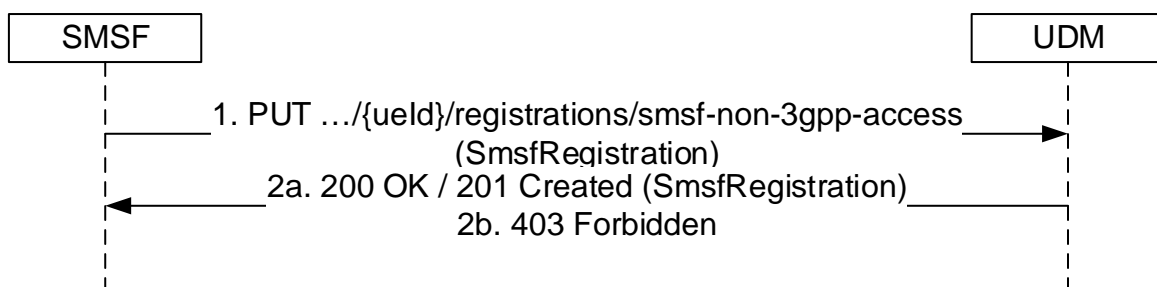 SMSF
UDM
1. PUT …/{ueId}/registrations/smsf-non-3gpp-access
(SmsfRegistration)
2a. 200 OK / 201 Created (SmsfRegistration)
2b. 403 Forbidden